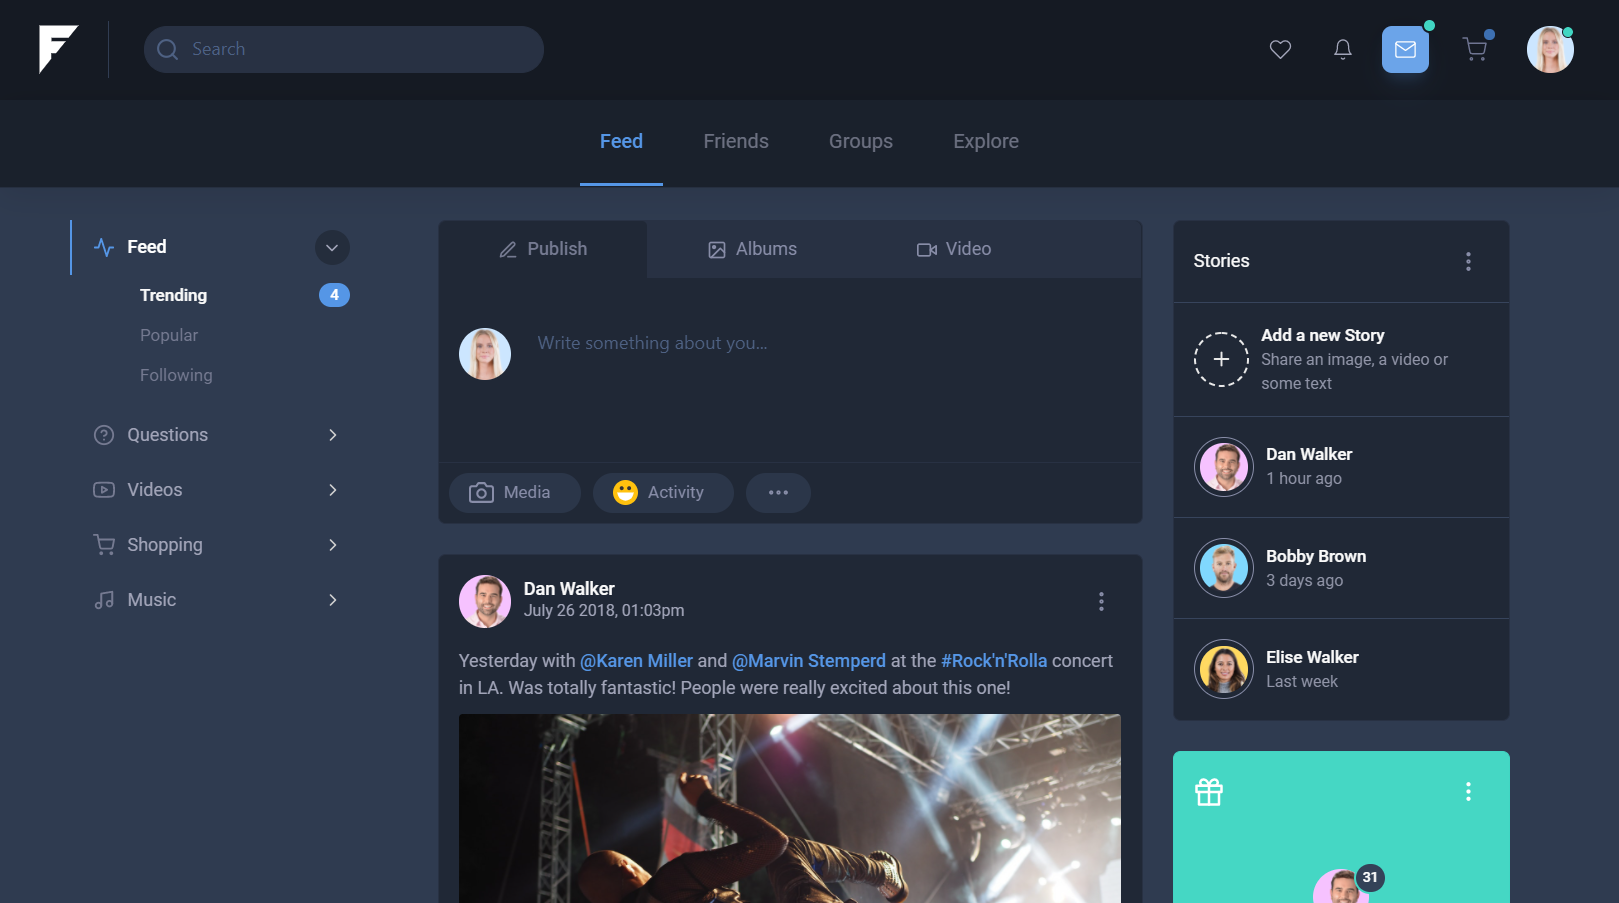 Search
Feed
Friends
Groups
Explore
Feed
Trending
4
Popular
Following
Questions
Videos
Shopping
Music
Publish
Albums
Video
Write something about you...
Media
Activity
Dan Walker
July 26 2018, 01:03pm
Yesterday with @Karen Miller and @Marvin Stemperd at the #Rock'n'Rolla concert
in LA. Was totally fantastic! People were really excited about this one!
Stories
Add a new Story
Share an image, a video or
some text
Dan Walker
1 hour ago
Bobby Brown
3 days ago
Elise Walker
Last week
31